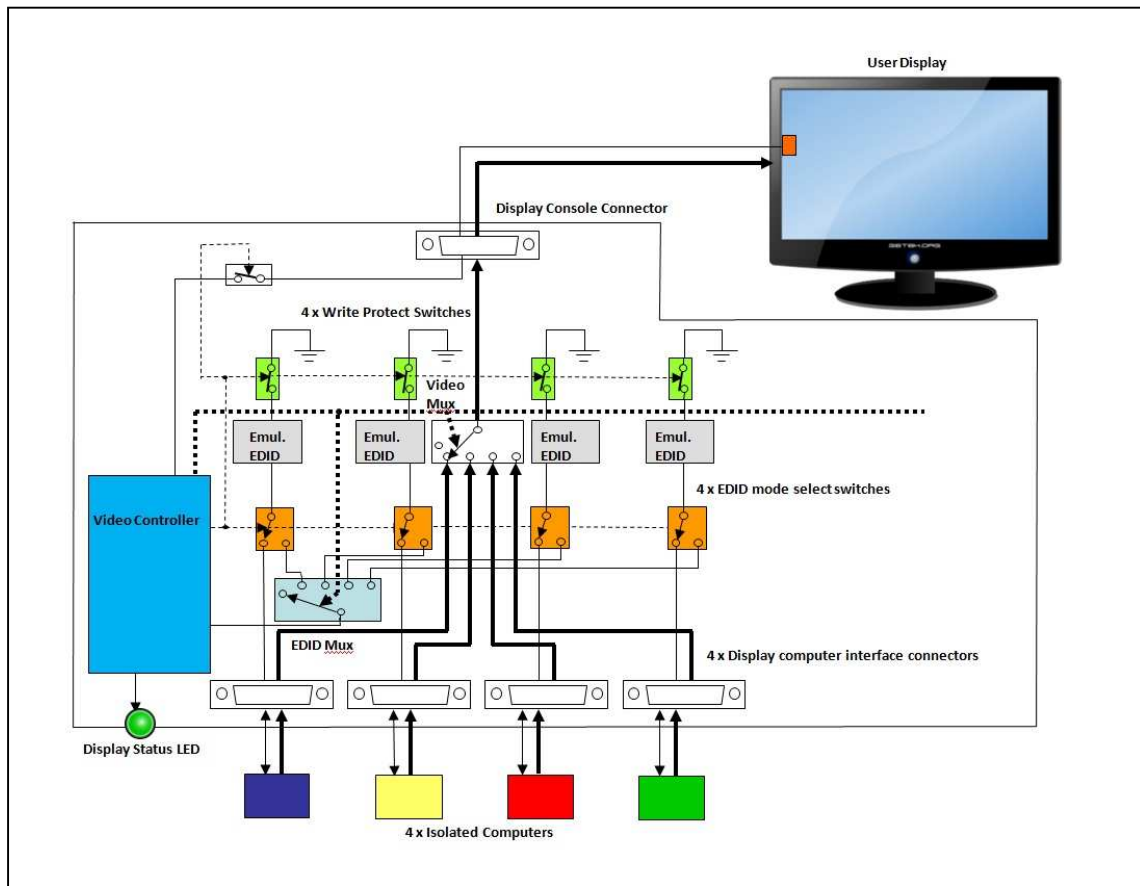 User Display
Display Console Connector
4 x Write Protect Switches
Video
Mux
Emul.
EDID
Emul.
EDID
Emul.
EDID
Emul.
EDID
4 x EDID mode select switches
Video Controller
EDID Mux
4 x Display computer interface connectors
Display Status LED
4 x Isolated Computers